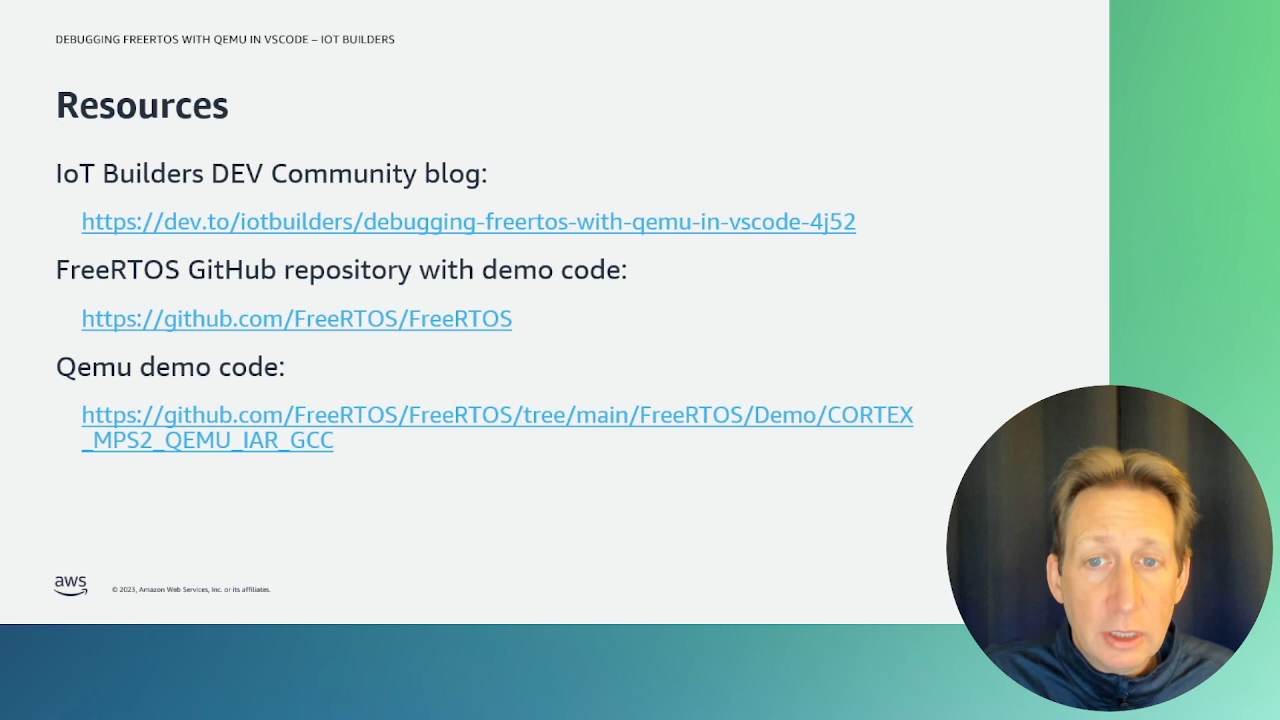 DEBUGGING FREERTOS WITH QEMU IN VSCODE – IOT BUILDERS
Resources
IoT Builders DEV Community blog:
https://dev.to/iotbuilders/debugging-freertos-with-qemu-in-vscode-4j52
FreeRTOS GitHub repository with demo code:
https://github.com/FreeRTOS/FreeRTOS
Qemu demo code:
https://github.com/FreeRTOS/FreeRTOS/tree/main/FreeRTOS/Demo/CORTEX
_MPS2_QEMU_IAR_GCC
aws
© 2023, Amazon Web Services, Inc. or its affiliates.